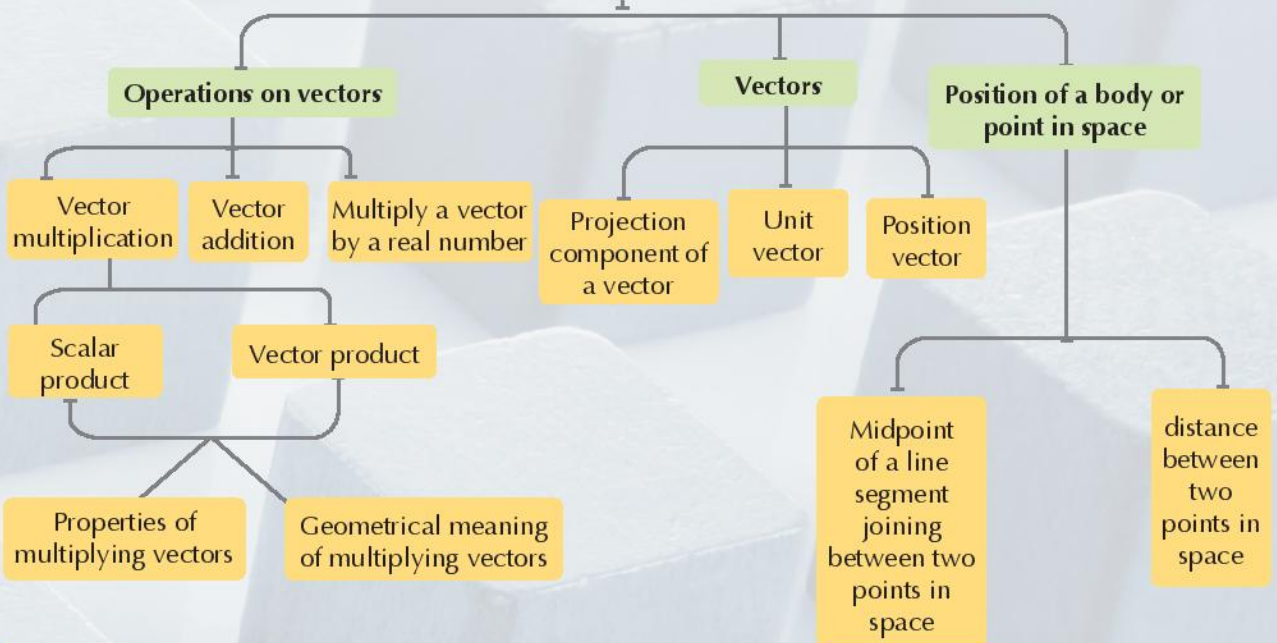 Operations on vectors
Vectors
Position of a body or
point in space
Vector
multiplication
Vector
addition
Multiply a vector
by a real number
Projection
component of
a vector
Unit
vector
Position
vector
Scalar
product
Vector product
Properties of
multiplying vectors
Geometrical meaning
of multiplying vectors
Midpoint
of a line
segment
joining
between two
points in
space
distance
between
two
points in
space